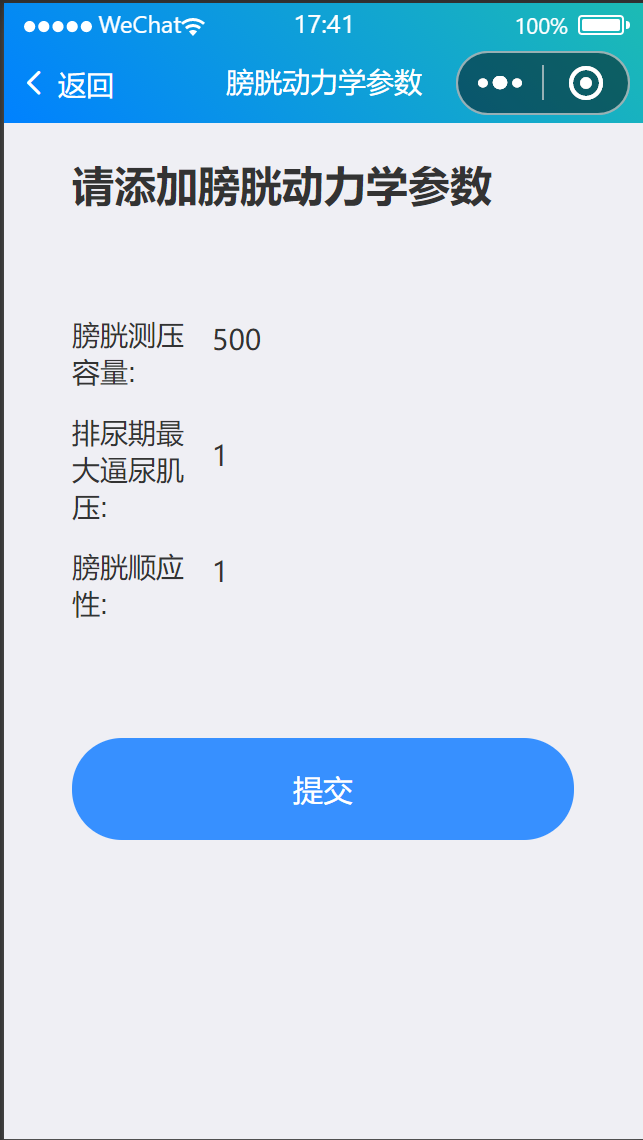 WeChat 17:41 100%
返回 膀胱动力学参数
请添加膀胱动力学参数
膀胱测压 500
容量:
排尿期最
大逼尿肌 1
压:
膀胱顺应 1
性:
提交